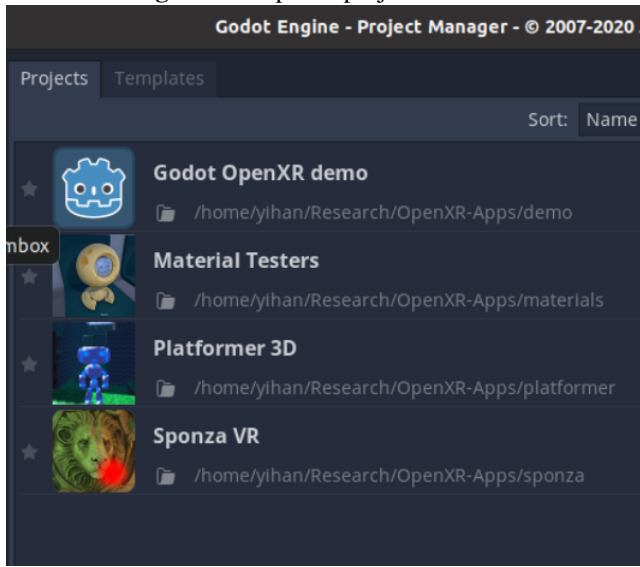 Godot Engine - Project Manager - © 2007-2020
Projects Templates
Sort: Name
Godot OpenXR demo
/home/yihan/Research/OpenXR-Apps/demo
mbox
Material Testers
/home/yihan/Research/OpenXR-Apps/materials
Platformer 3D
/home/yihan/Research/OpenXR-Apps/platformer
Sponza VR
/home/yihan/Research/OpenXR-Apps/sponza